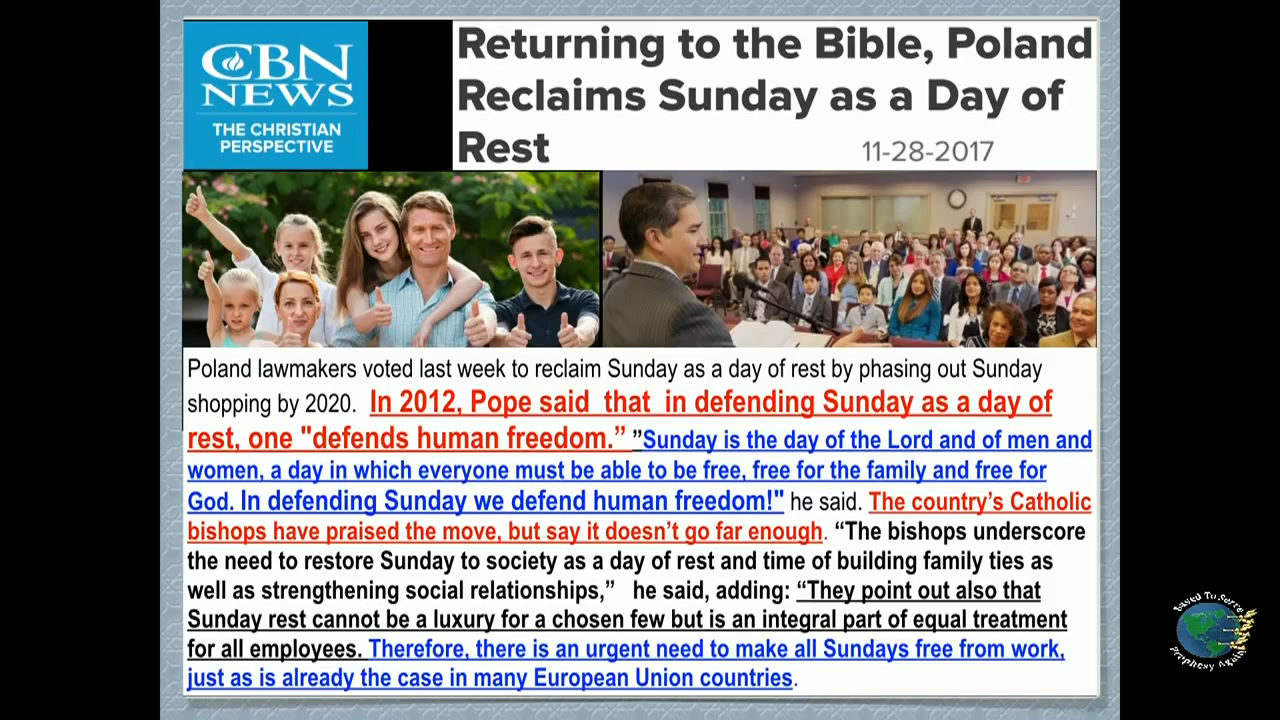 CBN
NEWS
THE CHRISTIAN
PERSPECTIVE
Returning to the Bible, Poland
Reclaims Sunday as a Day of
Rest
11-28-2017
Poland lawmakers voted last week to reclaim Sunday as a day of rest by phasing out Sunday
shopping by 2020. In 2012, Pope said that in defending Sunday as a day of
rest, one "defends human freedom.” ”Sunday is the day of the Lord and of men and
women, a day in which everyone must be able to be free, free for the family and free for
God. In defending Sunday we defend human freedom!" he said. The country’s Catholic
bishops have praised the move, but say it doesn’t go far enough. “The bishops underscore
the need to restore Sunday to society as a day of rest and time of building family ties as
well as strengthening social relationships,” he said, adding: “They point out also that
Sunday rest cannot be a luxury for a chosen few but is an integral part of equal treatment
for all employees. Therefore, there is an urgent need to make all Sundays free from work,
just as is already the case in many European Union countries.
Prophecy Again